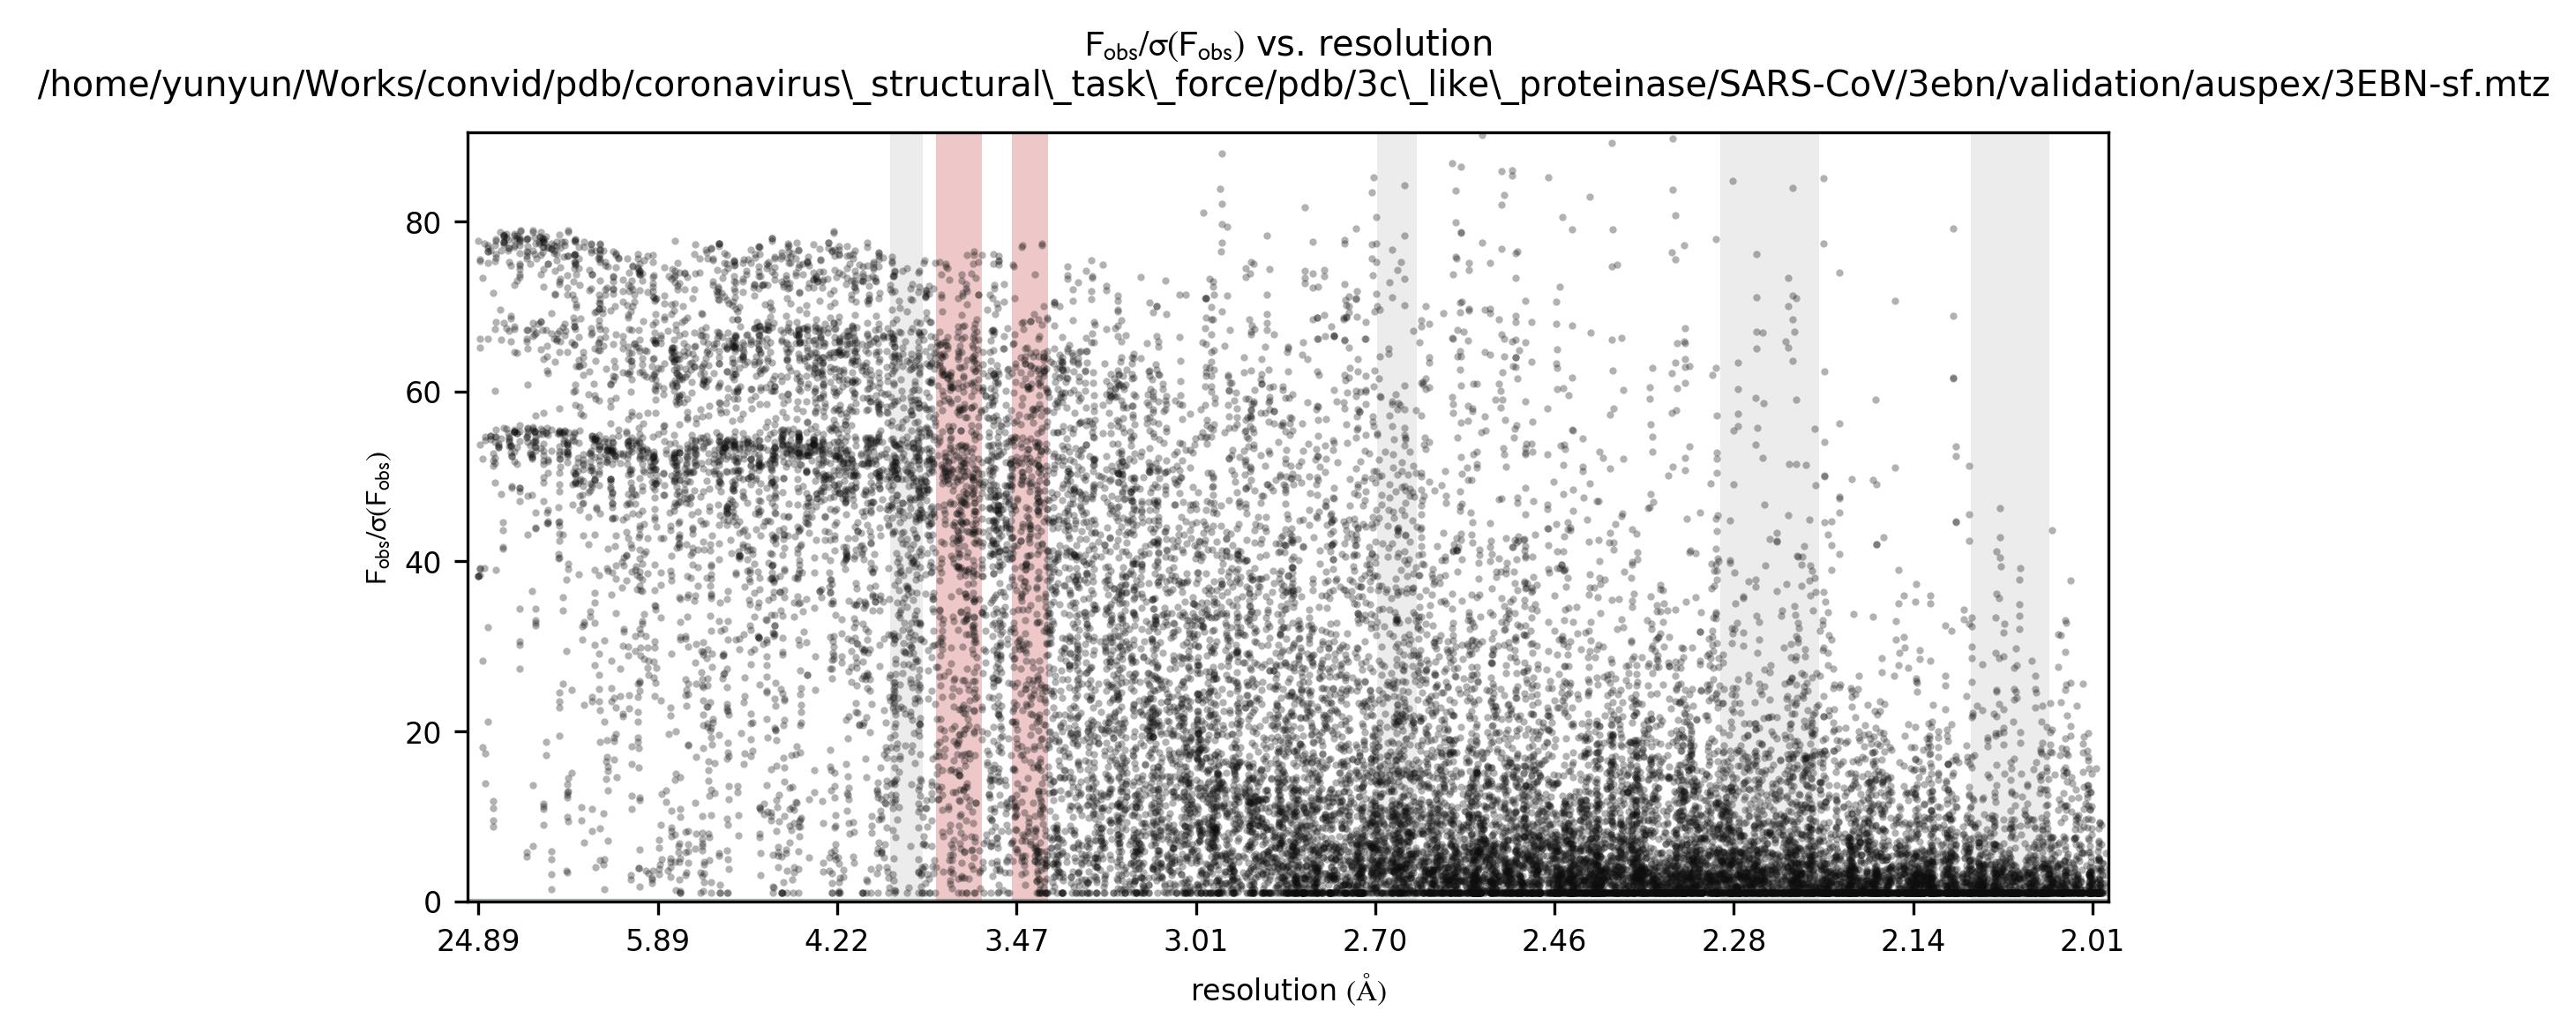 Fobs/σ(Fobs) vs. resolution
/home/yunyun/Works/convid/pdb/coronavirus\_structural\_task\_force/pdb/3c\_like\_proteinase/SARS-CoV/3ebn/validation/auspex/3EBN-sf.mtz
Fobs/σ(Fobs)
80
60
40
20
0
24.89 5.89 4.22 3.47 3.01 2.70 2.46 2.28 2.14 2.01
resolution (Å)